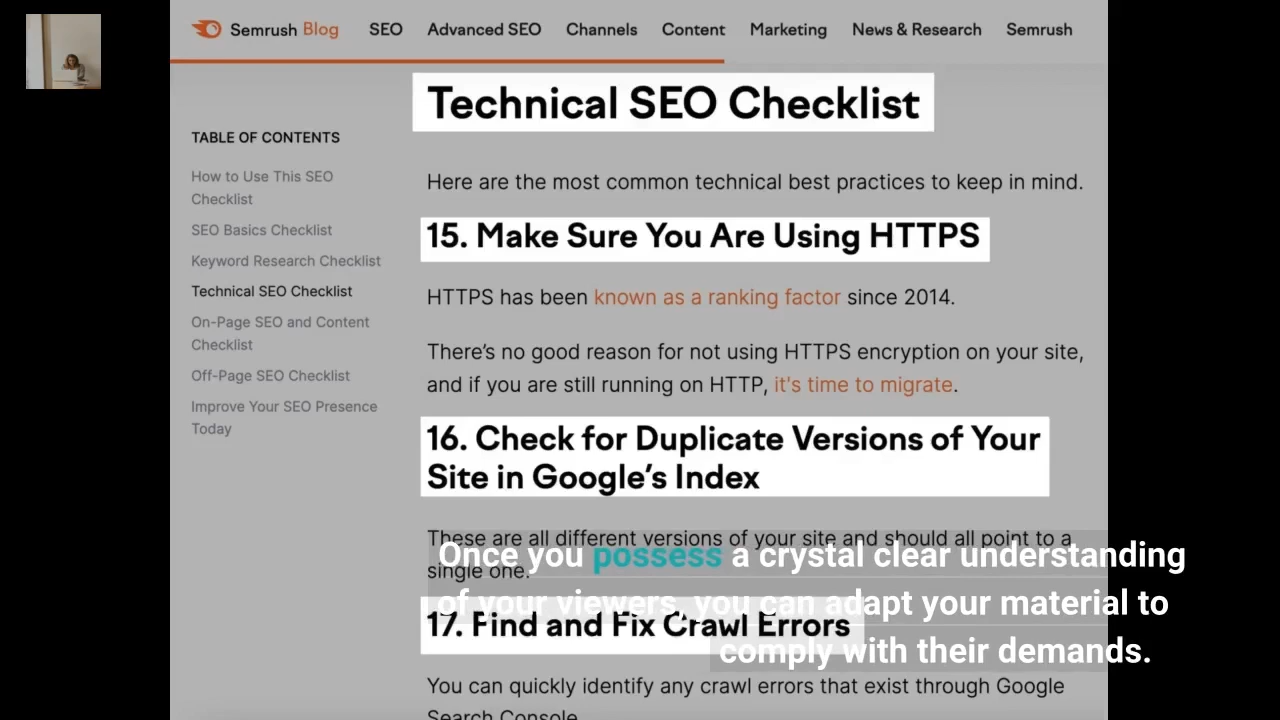 Semrush Blog SEO Advanced SEO Channels Content Marketing News & Research Semrush
TABLE OF CONTENTS
How to Use This SEO
Checklist
SEO Basics Checklist
Keyword Research Checklist
Technical SEO Checklist
On-Page SEO and Content
Checklist
Off-Page SEO Checklist
Improve Your SEO Presence
Today
Technical SEO Checklist
Here are the most common technical best practices to keep in mind.
15. Make Sure You Are Using HTTPS
HTTPS has been known as a ranking factor since 2014.
There's no good reason for not using HTTPS encryption on your site,
and if you are still running on HTTP, it's time to migrate.
16. Check for Duplicate Versions of Your
Site in Google's Index
These are all different versions of your site and should all point to a
single one.
17. Find and Fix Crawl Errors
You can quickly identify any crawl errors that exist through Google
Search Console
Once you possess a crystal clear understanding
of your viewers, you can adapt your material to
comply with their demands.